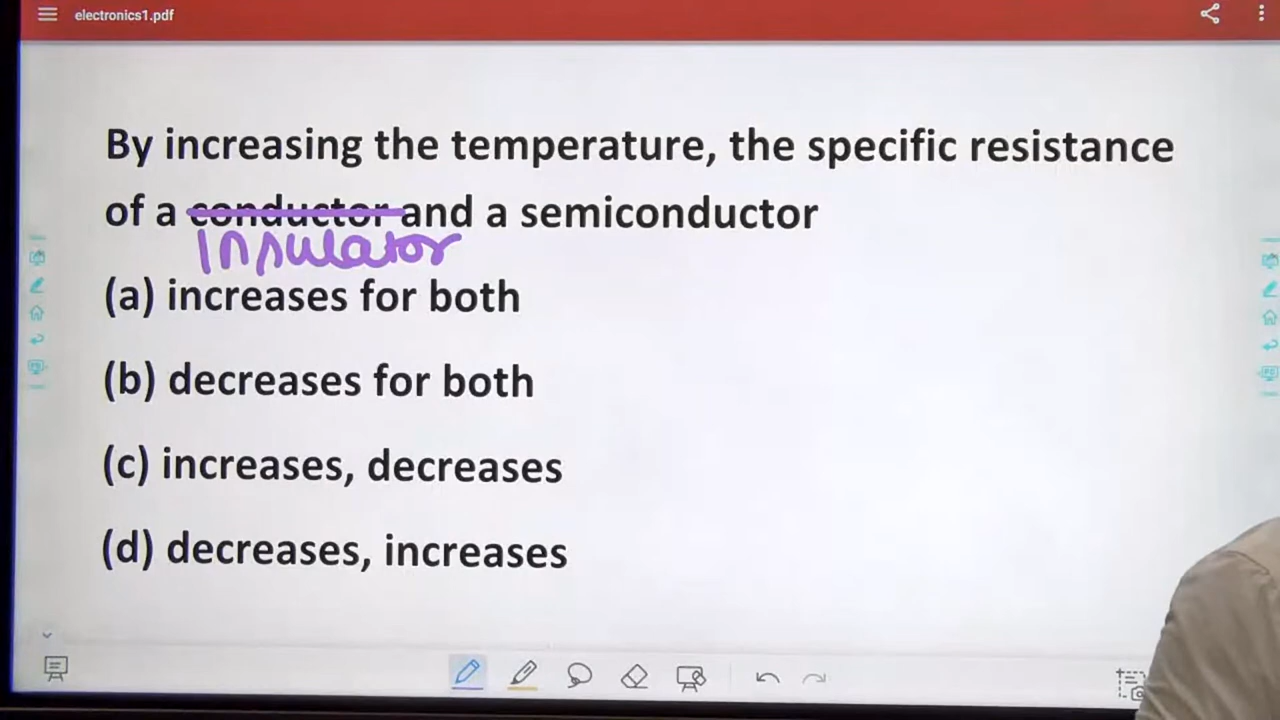 electronics1.pdf
By increasing the temperature, the specific resistance
of a conductor and a semiconductor
Insulator
(a) increases for both
(b) decreases for both
(c) increases, decreases
(d) decreases, increases